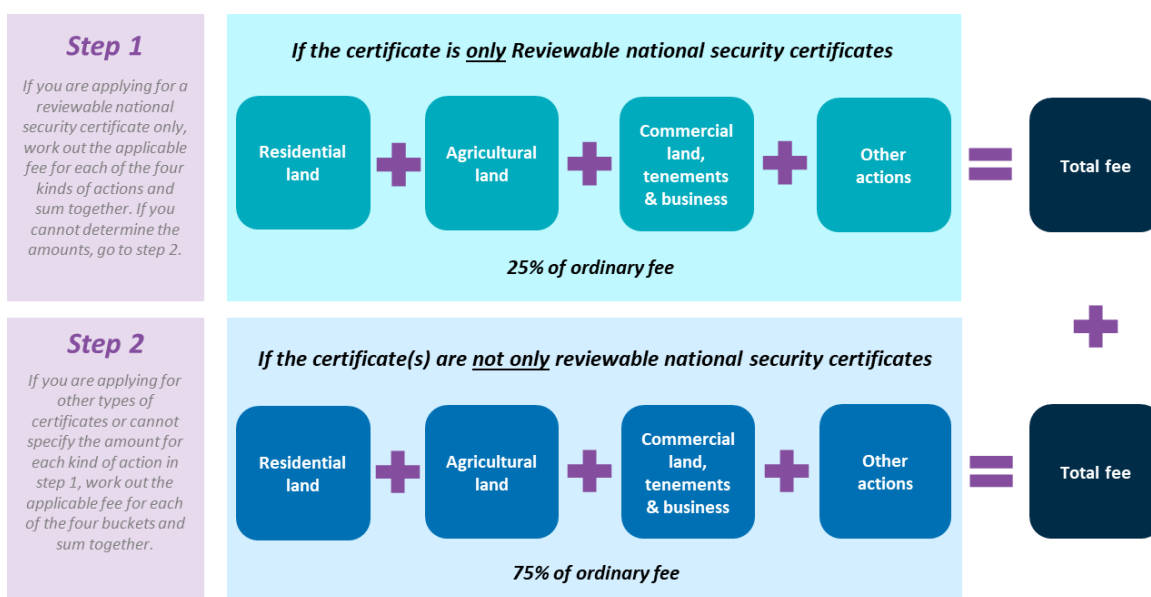 Step 1
If you are applying for a
reviewable national
security certificate only,
work out the applicable
fee for each of the four
kinds of actions and
sum together. If you
cannot determine the
amounts, go to step 2.
If the certificate is only Reviewable national security certificates
Residential
land
+
Agricultural
land
+
Commercial
land,
tenements
& business
+
Other
actions
=
Total fee
25% of ordinary fee
+
Step 2
If you are applying for
other types of
certificates or cannot
specify the amount for
each kind of action in
step 1, work out the
applicable fee for each
of the four buckets and
sum together.
If the certificate(s) are not only reviewable national security certificates
Residential
land
+
Agricultural
land
+
Commercial
land,
tenements
& business
+
Other
actions
=
Total fee
75% of ordinary fee